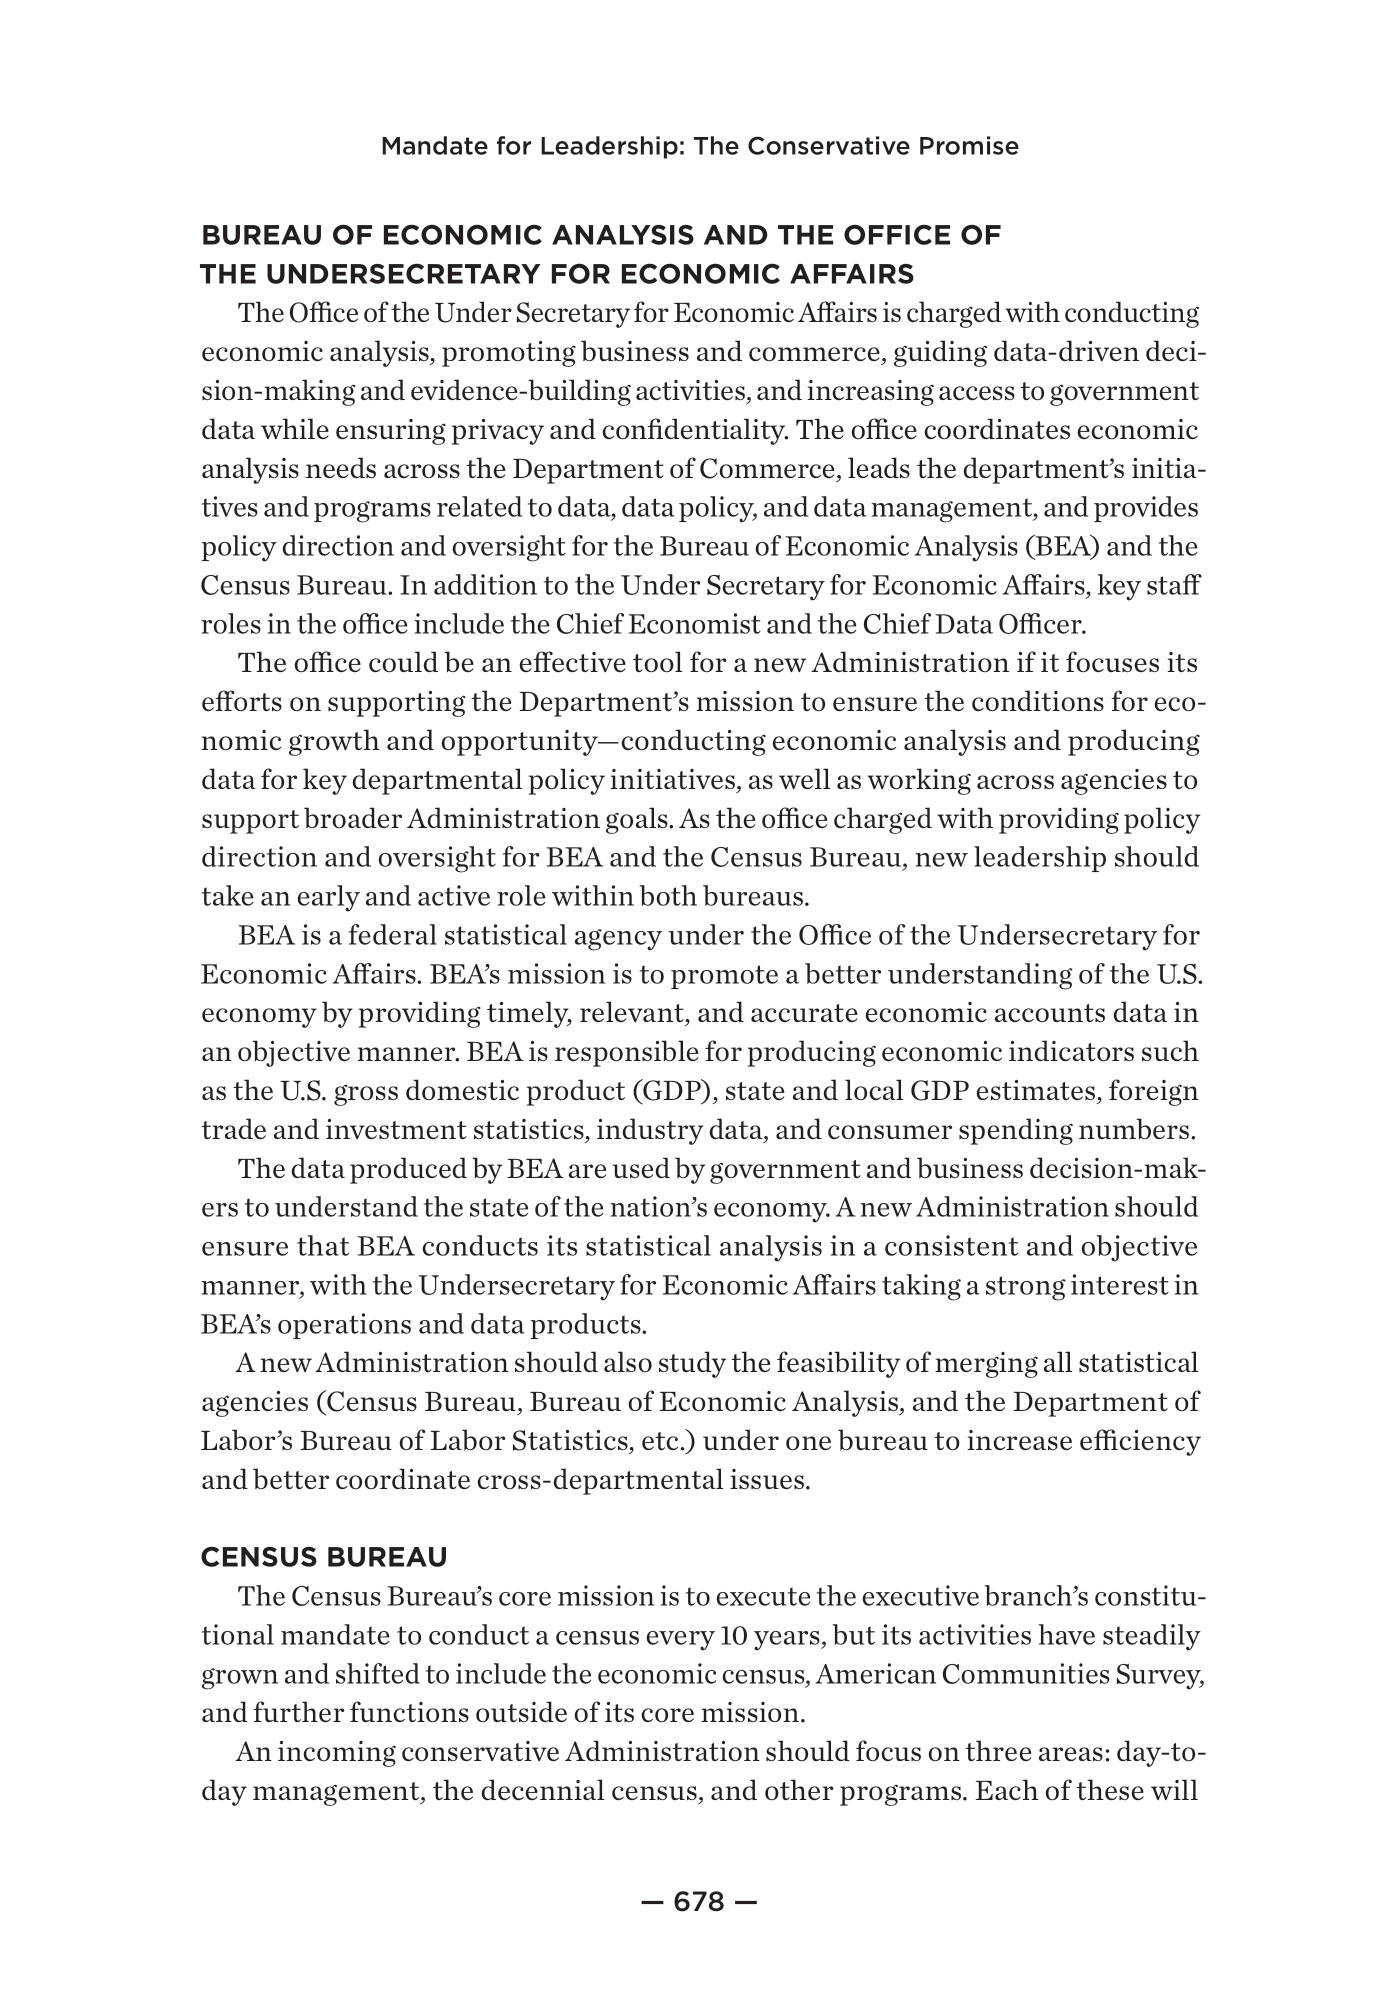 Mandate for Leadership: The Conservative Promise
BUREAU OF ECONOMIC ANALYSIS AND THE OFFICE OF
THE UNDERSECRETARY FOR ECONOMIC AFFAIRS
The Office of the Under Secretary for Economic Affairs is charged with conducting
economic analysis, promoting business and commerce, guiding data-driven deci-
sion-making and evidence-building activities, and increasing access to government
data while ensuring privacy and confidentiality. The office coordinates economic
analysis needs across the Department of Commerce, leads the department’s initia-
tives and programs related to data, data policy, and data management, and provides
policy direction and oversight for the Bureau of Economic Analysis (BEA) and the
Census Bureau. In addition to the Under Secretary for Economic Affairs, key staff
roles in the office include the Chief Economist and the Chief Data Officer.
The office could be an effective tool for a new Administration if it focuses its
efforts on supporting the Department’s mission to ensure the conditions for eco-
nomic growth and opportunity—conducting economic analysis and producing
data for key departmental policy initiatives, as well as working across agencies to
support broader Administration goals. As the office charged with providing policy
direction and oversight for BEA and the Census Bureau, new leadership should
take an early and active role within both bureaus.
BEA is a federal statistical agency under the Office of the Undersecretary for
Economic Affairs. BEA’s mission is to promote a better understanding of the U.S.
economy by providing timely, relevant, and accurate economic accounts data in
an objective manner. BEA is responsible for producing economic indicators such
as the U.S. gross domestic product (GDP), state and local GDP estimates, foreign
trade and investment statistics, industry data, and consumer spending numbers.
The data produced by BEA are used by government and business decision-mak-
ers to understand the state of the nation’s economy. A new Administration should
ensure that BEA conducts its statistical analysis in a consistent and objective
manner, with the Undersecretary for Economic Affairs taking a strong interest in
BEA’s operations and data products.
A new Administration should also study the feasibility of merging all statistical
agencies (Census Bureau, Bureau of Economic Analysis, and the Department of
Labor’s Bureau of Labor Statistics, etc.) under one bureau to increase efficiency
and better coordinate cross-departmental issues.
CENSUS BUREAU
The Census Bureau’s core mission is to execute the executive branch’s constitu-
tional mandate to conduct a census every 10 years, but its activities have steadily
grown and shifted to include the economic census, American Communities Survey,
and further functions outside of its core mission.
An incoming conservative Administration should focus on three areas: day-to-
day management, the decennial census, and other programs. Each of these will
— 678 —